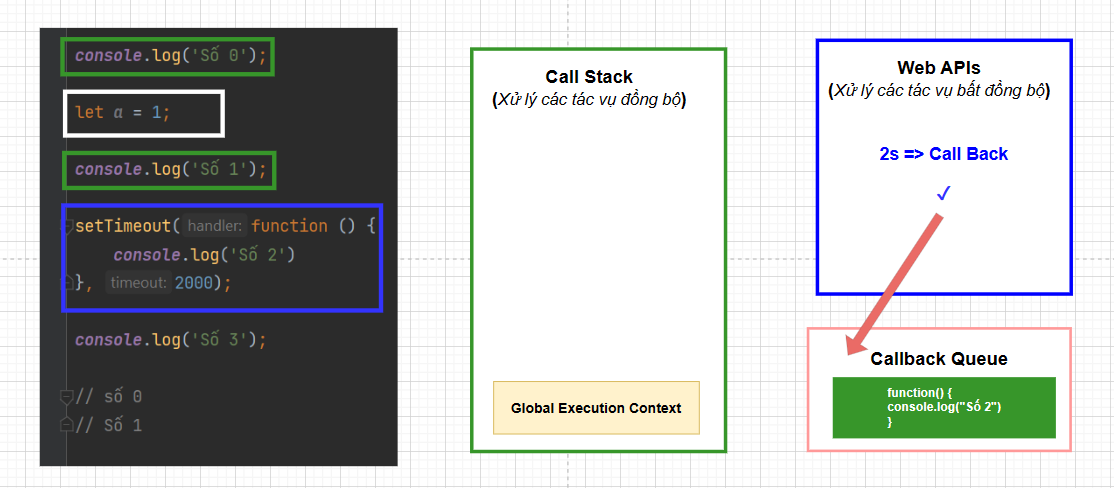 console.log('Số 0');
let a = 1;
console.log('Số 1');
setTimeout( handler: function () {
console.log('Số 2')
}, timeout: 2000);
console.log('Số 3');
// số 0
// Số 1
Call Stack
(Xử lý các tác vụ đồng bộ)
Global Execution Context
Web APIs
(Xử lý các tác vụ bất đồng bộ)
2s => Call Back
✓
Callback Queue
function() {
console.log("Số 2")
}